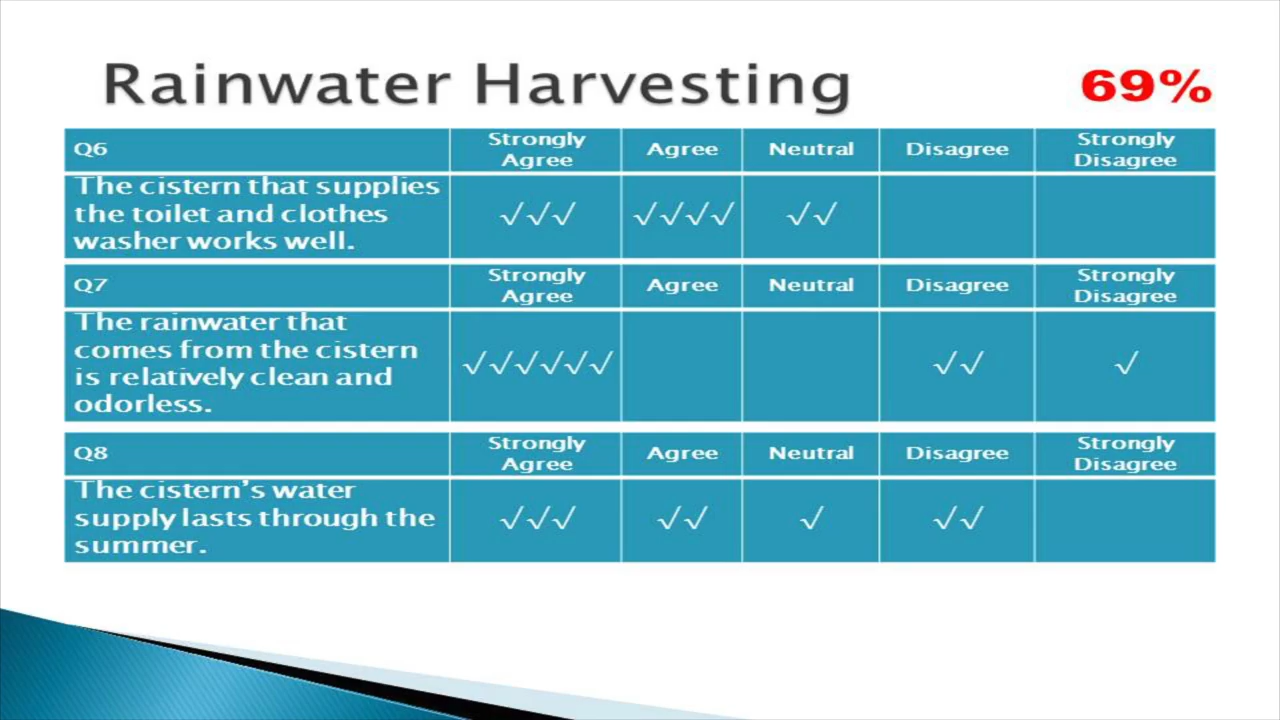 Rainwater Harvesting 69%
Q6 Strongly Agree Agree Neutral Disagree Strongly Disagree
The cistern that supplies
the toilet and clothes
washer works well.
√√√ √√√√ √√
Q7 Strongly Agree Agree Neutral Disagree Strongly Disagree
The rainwater that
comes from the cistern
is relatively clean and
odorless.
√√√√√√ √√ √
Q8 Strongly Agree Agree Neutral Disagree Strongly Disagree
The cistern’s water
supply lasts through the
summer.
√√√ √√ √ √√